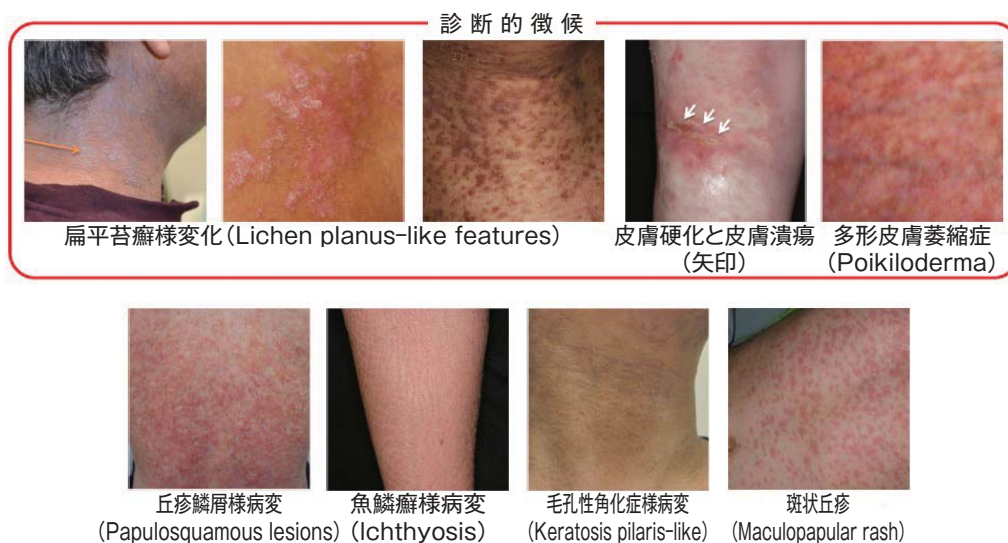 診断的徴候
扁平苔癬様変化(Lichen planus-like features)
皮膚硬化と皮膚潰瘍
(矢印)
多形皮膚萎縮症
(Poikiloderma)
丘疹鱗屑様病変
(Papulosquamous lesions)
魚鱗癬様病変
(Ichthyosis)
毛孔性角化症様病変
(Keratosis pilaris-like)
斑状丘疹
(Maculopapular rash)